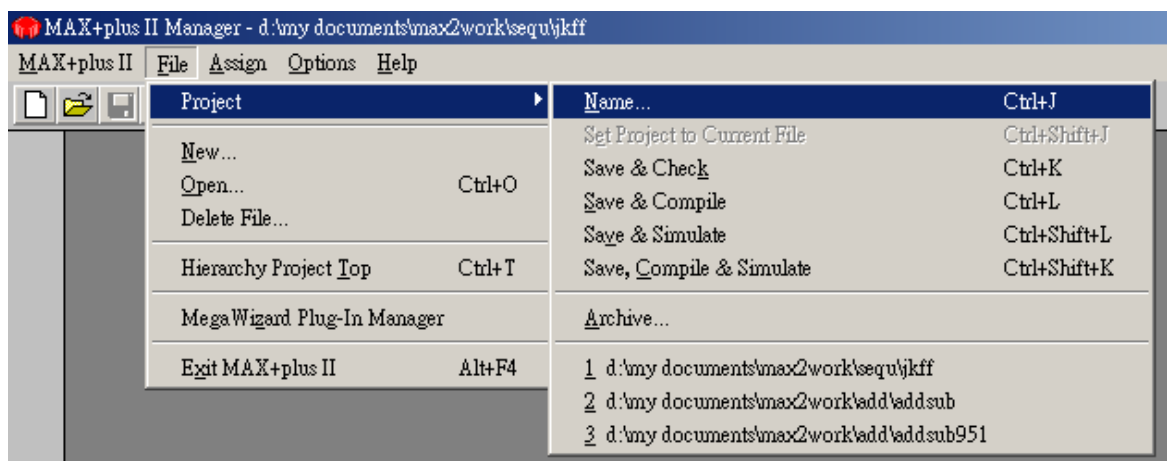 MAX+plus II Manager - d:\my documents\max2work\sequ\jkff
MAX+plus II File Assign Options Help
Project
New...
Open... Ctrl+O
Delete File...
Hierarchy Project Top Ctrl+T
MegaWizard Plug-In Manager
Exit MAX+plus II Alt+F4
Name... Ctrl+J
Set Project to Current File Ctrl+Shift+J
Save & Check Ctrl+K
Save & Compile Ctrl+L
Save & Simulate Ctrl+Shift+L
Save, Compile & Simulate Ctrl+Shift+K
Archive...
1 d:\my documents\max2work\sequ\jkff
2 d:\my documents\max2work\add\addsub
3 d:\my documents\max2work\add\addsub951